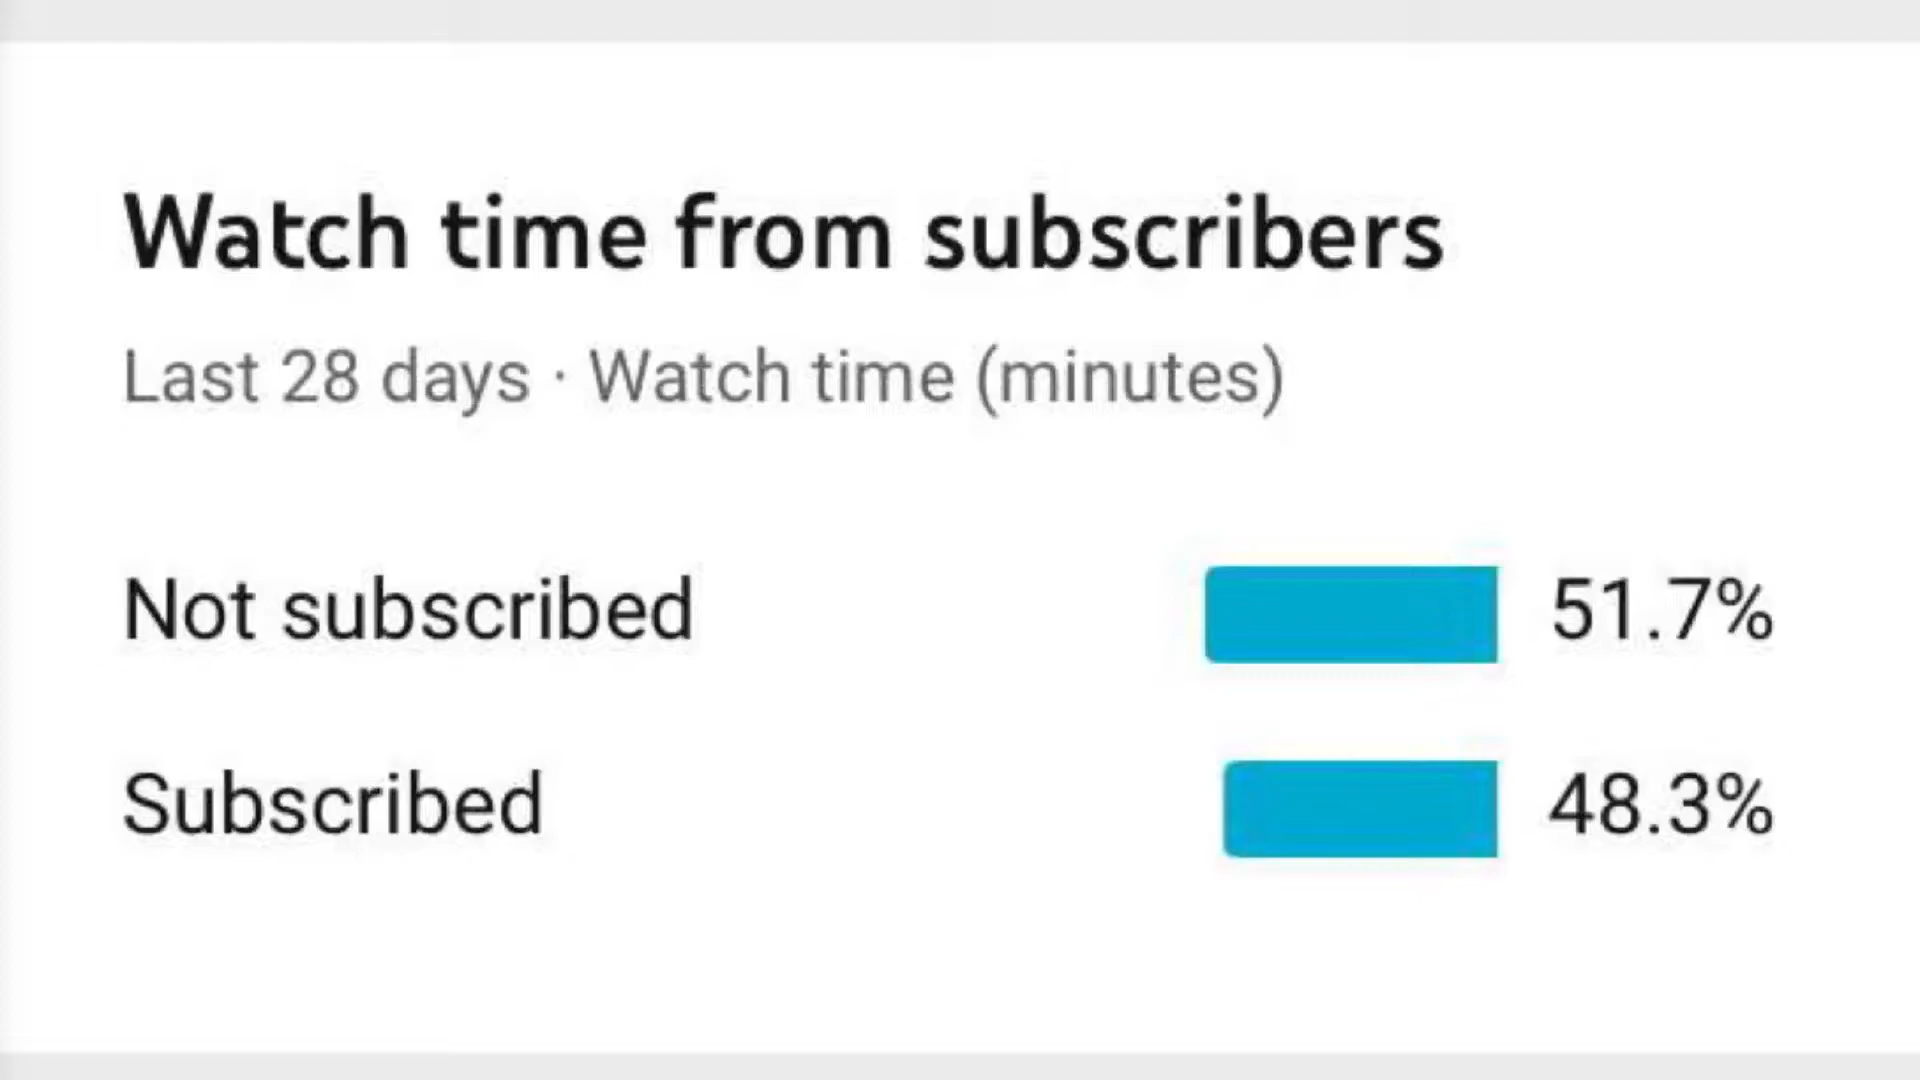 Watch time from subscribers
Last 28 days · Watch time (minutes)
Not subscribed 51.7%
Subscribed 48.3%